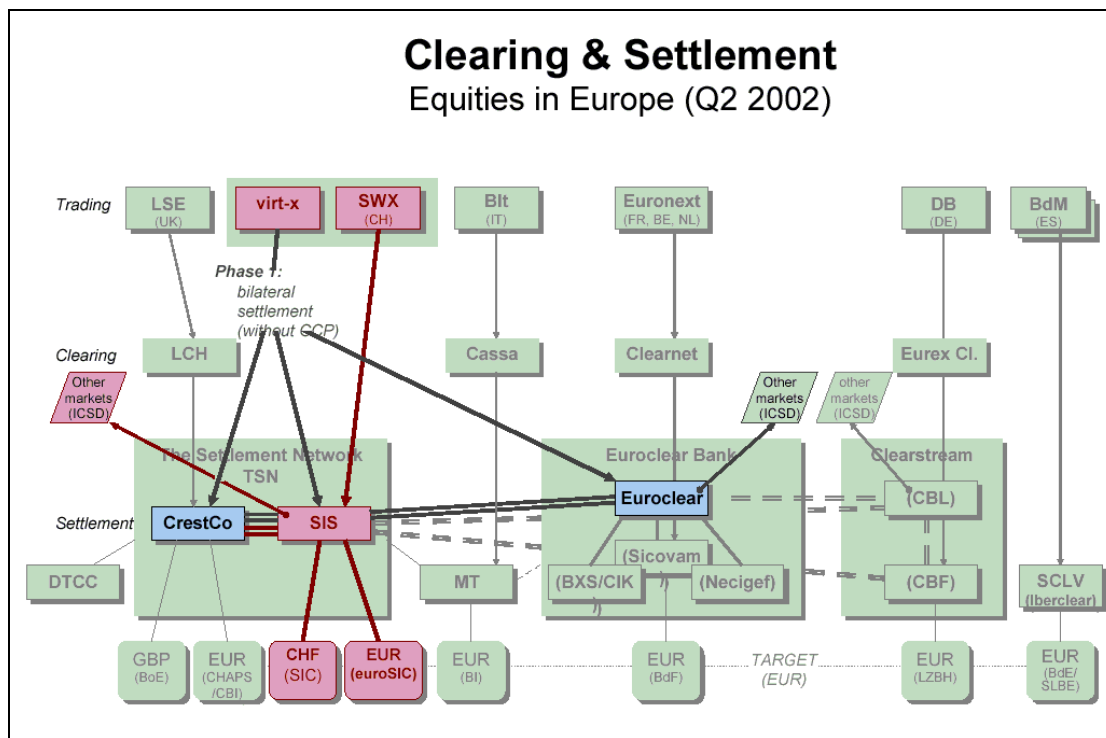 Clearing & Settlement
Equities in Europe (Q2 2002)
Trading
LSE
(UK)
virt-x
SWX
(CH)
BIt
(IT)
Euronext
(FR, BE, NL)
DB
(DE)
BdM
(ES)
Phase 1:
bilateral
settlement
(without CCP)
Clearing
LCH
Cassa
Clearnet
Eurex Cl.
Other
markets
(ICSD)
Other
markets
(ICSD)
other
markets
(ICSD)
The Settlement Network
TSN
Euroclear Bank
Clearstream
Settlement
CrestCo
SIS
Euroclear
(CBL)
DTCC
MT
(Sicovam
))
(BXS/CIK
))
(Necigef)
(CBF)
SCLV
(Iberclear)
GBP
(BoE)
EUR
(CHAPS
/CBI)
CHF
(SIC)
EUR
(euroSIC)
EUR
(BI)
EUR
(BdF)
TARGET
(EUR)
EUR
(LZBH)
EUR
(BdE/
SLBE)